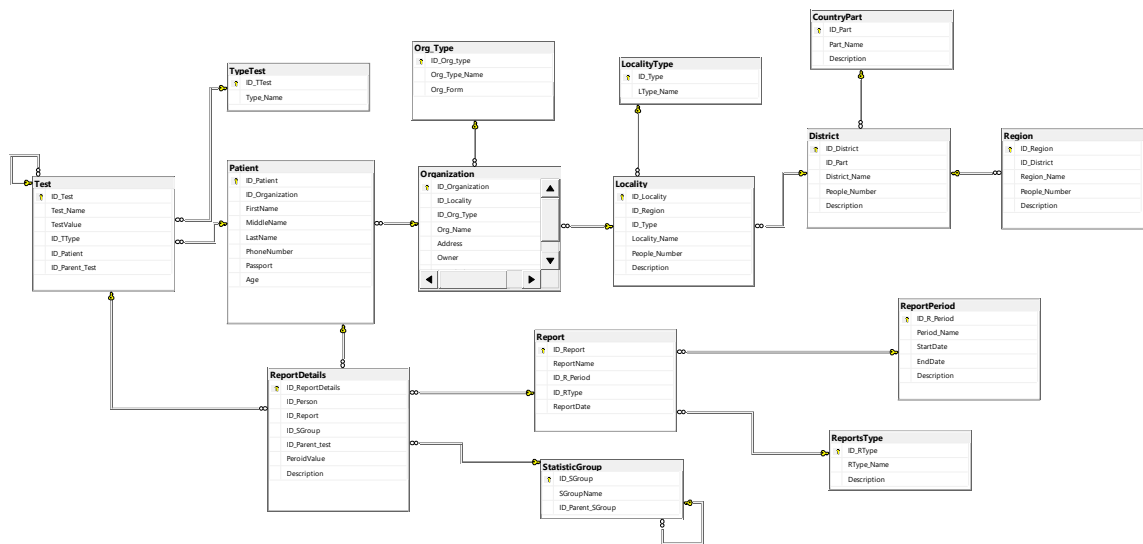 CountryPart
ID_Part
Part_Name
Description
Org_Type
ID_Org_type
Org_Type_Name
Org_Form
LocalityType
ID_Type
LType_Name
TypeTest
ID_TTest
Type_Name
District
ID_District
ID_Part
District_Name
People_Number
Description
Region
ID_Region
ID_District
Region_Name
People_Number
Description
Test
ID_Test
Test_Name
TestValue
ID_TType
ID_Patient
ID_Parent_Test
Patient
ID_Patient
ID_Organization
FirstName
MiddleName
LastName
PhoneNumber
Passport
Age
Organization
ID_Organization
ID_Locality
ID_Org_Type
Org_Name
Address
Owner
Locality
ID_Locality
ID_Region
ID_Type
Locality_Name
People_Number
Description
ReportPeriod
ID_R_Period
Period_Name
StartDate
EndDate
Description
Report
ID_Report
ReportName
ID_R_Period
ID_RType
ReportDate
ReportDetails
ID_ReportDetails
ID_Person
ID_Report
ID_SGroup
ID_Parent_test
PeroidValue
Description
ReportsType
ID_RType
RType_Name
Description
StatisticGroup
ID_SGroup
SGroupName
ID_Parent_SGroup